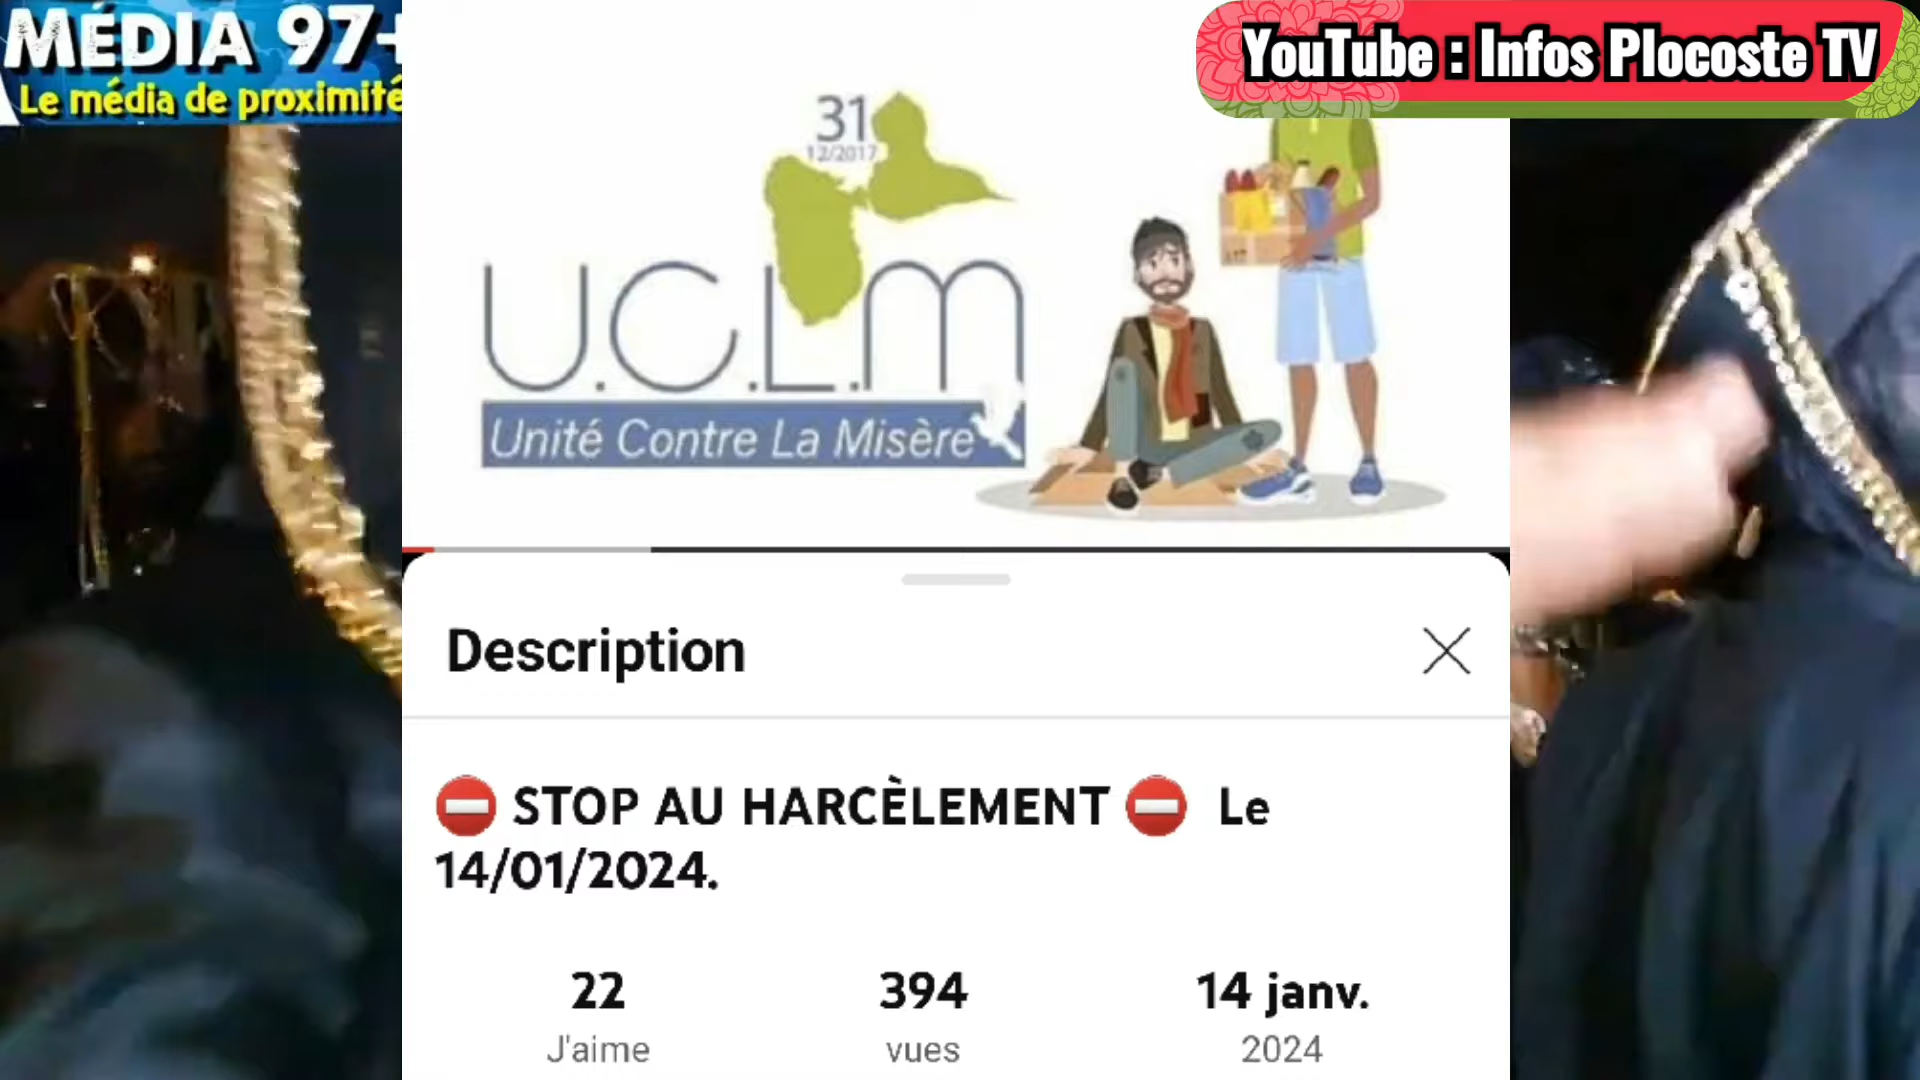 MÉDIA 97+
Le média de proximité
YouTube : Infos Plocoste TV
31
12/2017
U.C.L.M
Unité Contre La Misère
Description
⛔ STOP AU HARCÈLEMENT ⛔ Le
14/01/2024.
22
394
14 janv.
J'aime
vues
2024